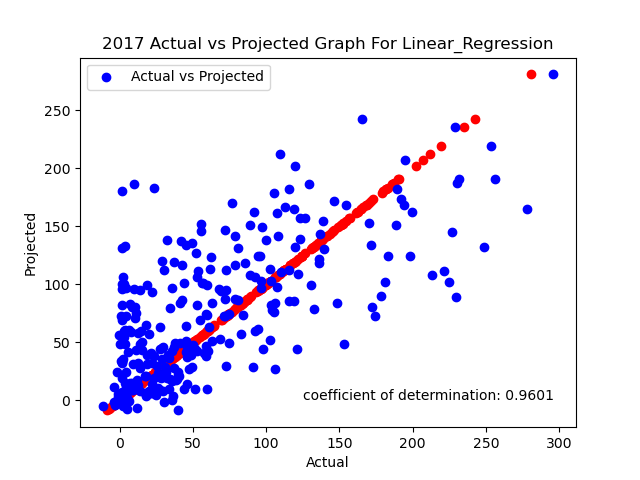 2017 Actual vs Projected Graph For Linear_Regression
Actual vs Projected
Projected
250
200
150
100
50
0
coefficient of determination: 0.9601
0
50
100
150
200
250
300
Actual